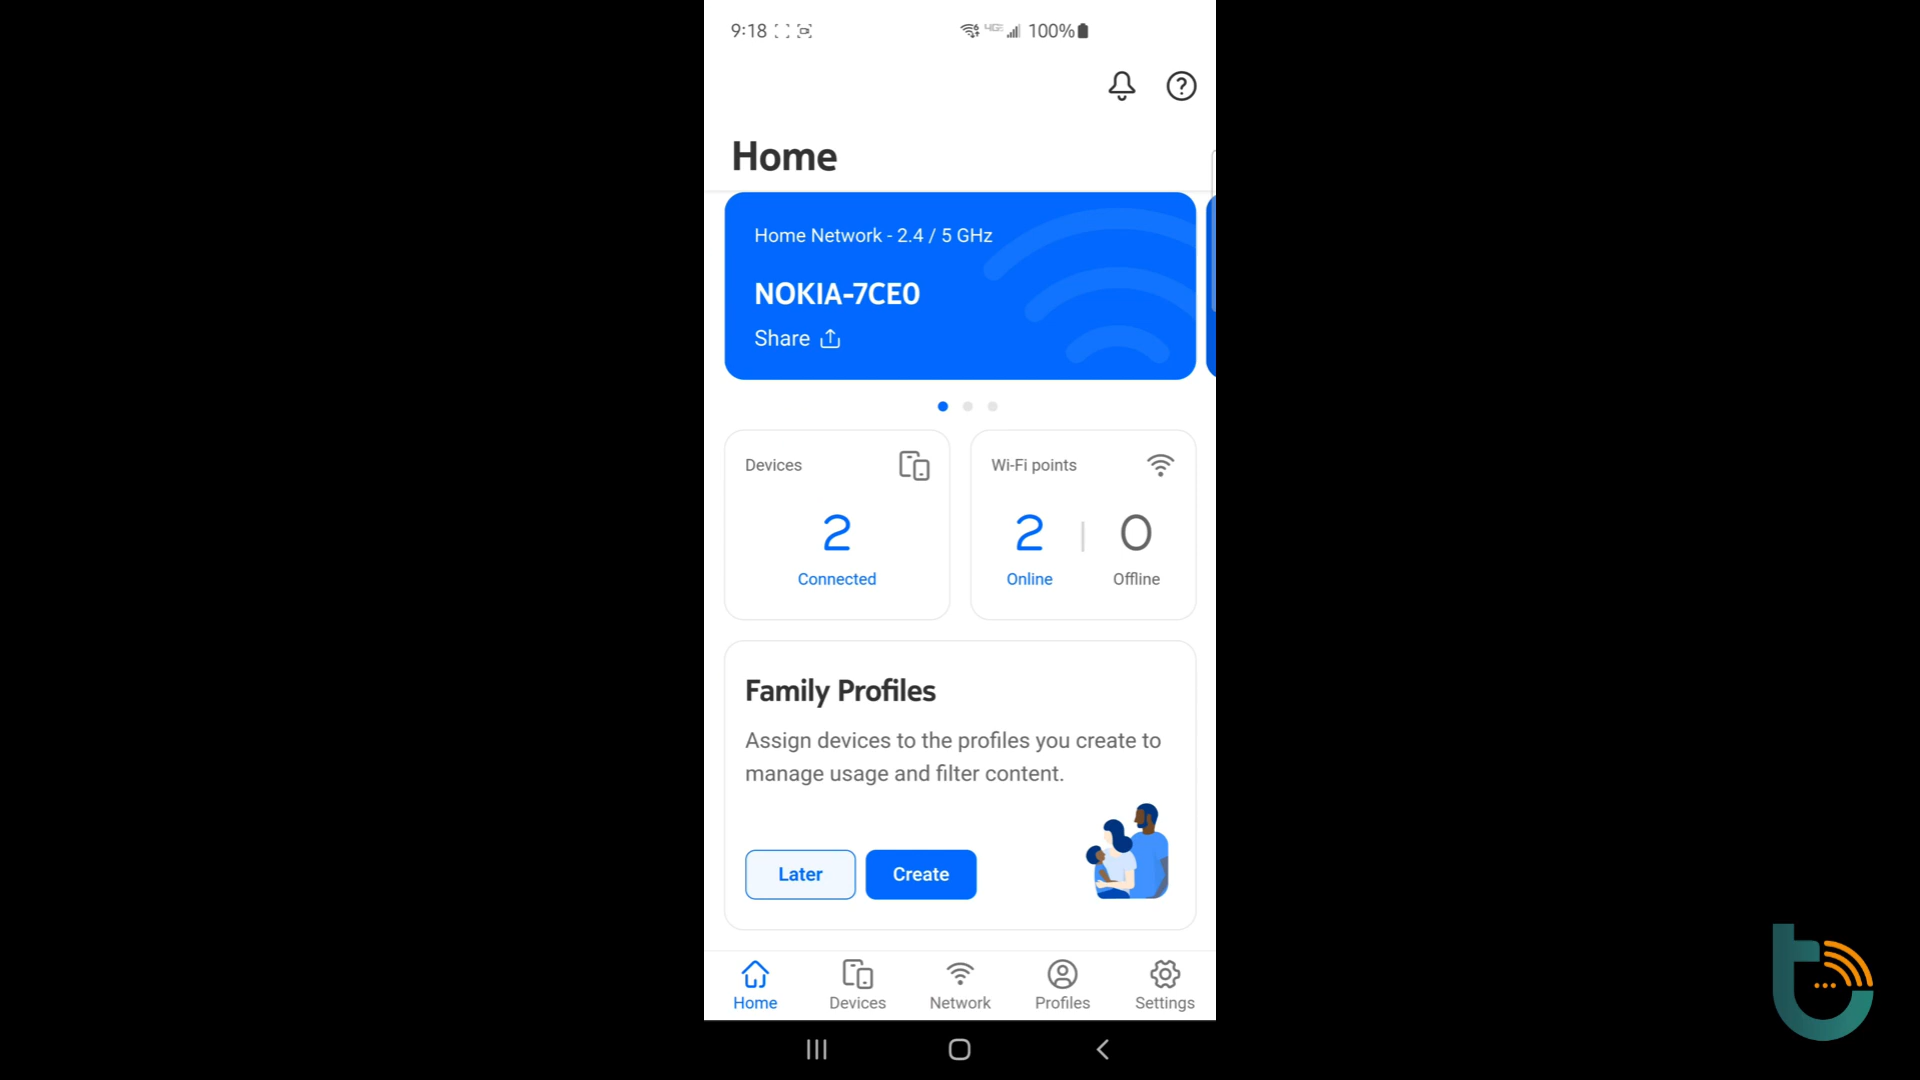 9:18 4GE 100%
Home
Home Network - 2.4 / 5 GHz
NOKIA-7CE0
Share
Devices
2
Connected
Wi-Fi points
2 | 0
Online Offline
Family Profiles
Assign devices to the profiles you create to
manage usage and filter content.
Later Create
Home Devices Network Profiles Settings